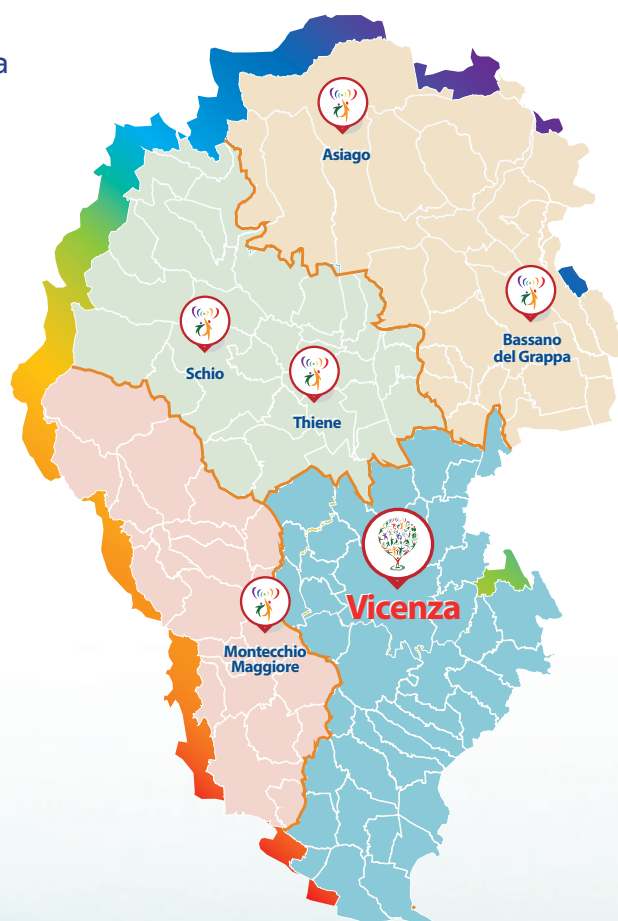 a
Asiago
Bassano
del Grappa
Schio
Thiene
Vicenza
Montecchio
Maggiore